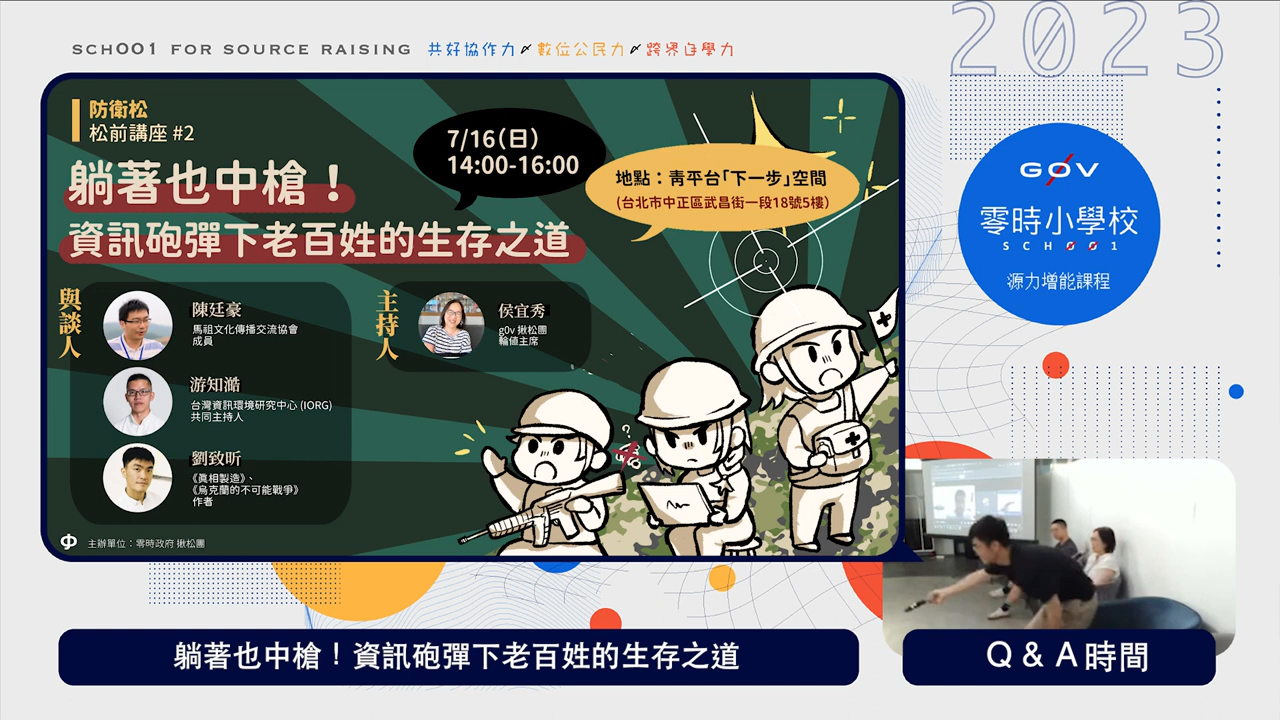 SCHOO1 FOR SOURCE RAISING 共好協作力 數位公民力 跨界自學力
2023
防衛松
松前講座 #2
躺著也中槍！
資訊砲彈下老百姓的生存之道
7/16(日)
14:00-16:00
地點：青平台「下一步」空間
(台北市中正區武昌街一段18號5樓)
與談人
陳廷豪
馬祖文化傳播交流協會
成員
游知澔
台灣資訊環境研究中心 (IORG)
共同主持人
劉致昕
《真相製造》、
《烏克蘭的不可能戰爭》
作者
主持人
侯宜秀
g0v 揪松團
輪值主席
?
主辦單位：零時政府 揪松團
G0V
零時小學校
SCHOO1
源力增能課程
躺著也中槍！資訊砲彈下老百姓的生存之道
Q & A 時間